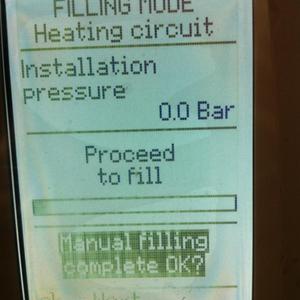 FILLING MODE
Heating circuit
Installation
pressure
0.0 Bar
Proceed
to fill
Manual filling
complete OK?